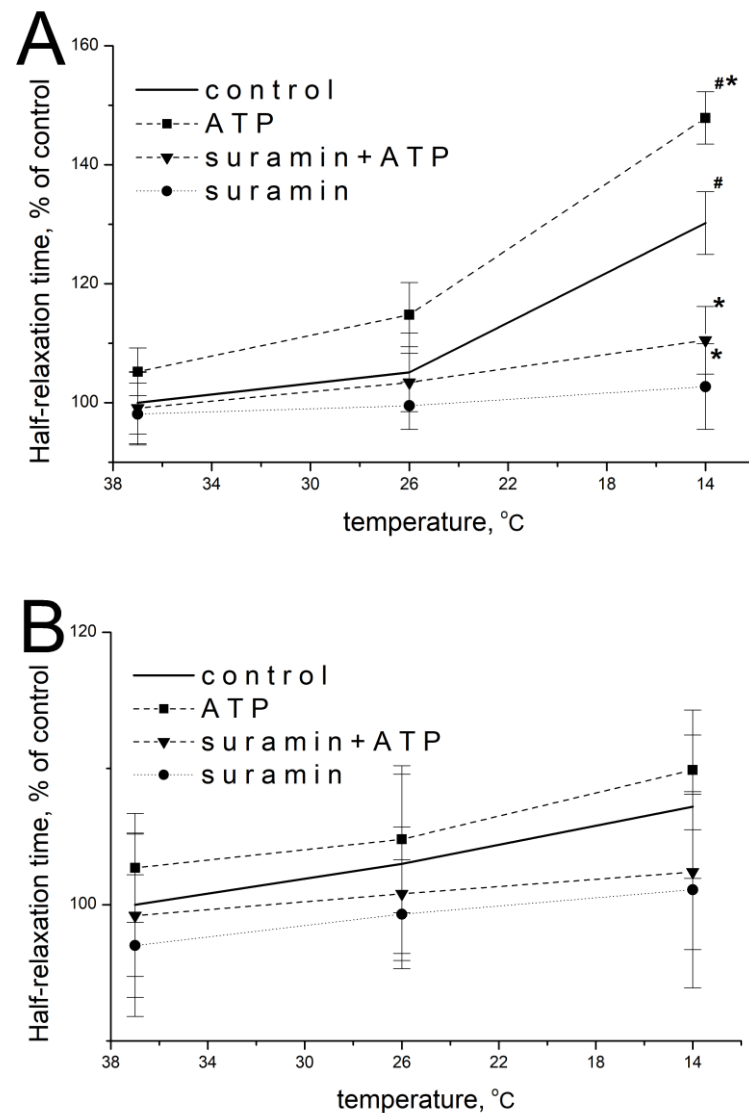 A
160
140
120
100
Half-relaxation time, % of control
control
ATP
suramin+ATP
suramin
#*
#
*
*
38 34 30 26 22 18 14
temperature, °C
B
120
100
Half-relaxation time, % of control
control
ATP
suramin+ATP
suramin
38 34 30 26 22 18 14
temperature, °C